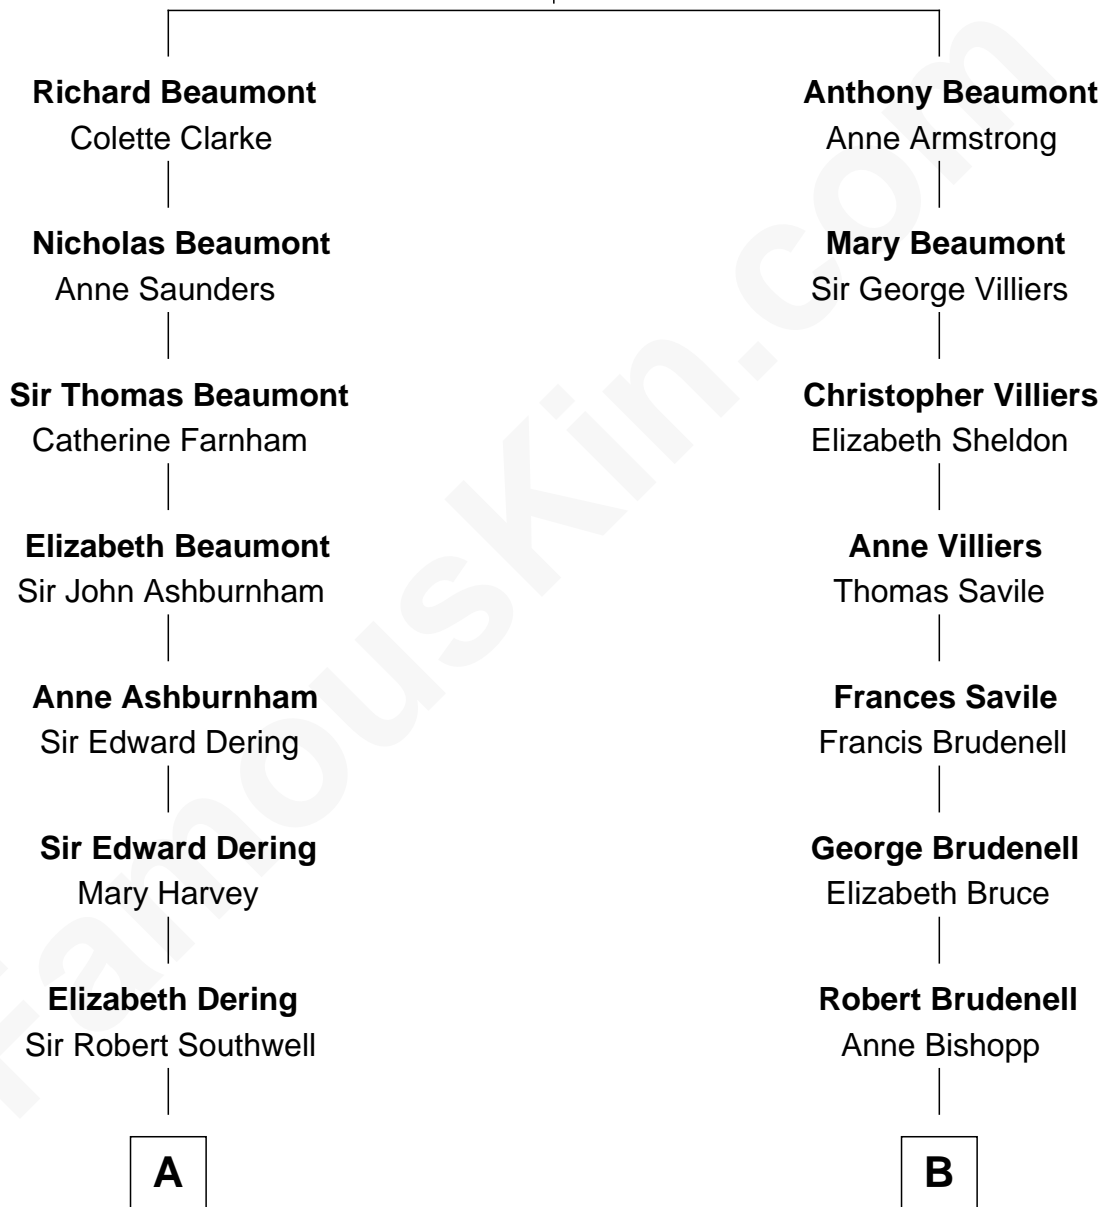 Richard Beaumont
Colette Clarke
Nicholas Beaumont
Anne Saunders
Sir Thomas Beaumont
Catherine Farnham
Elizabeth Beaumont
Sir John Ashburnham
Anne Ashburnham
Sir Edward Dering
Sir Edward Dering
Mary Harvey
Elizabeth Dering
Sir Robert Southwell
A
Anthony Beaumont
Anne Armstrong
Mary Beaumont
Sir George Villiers
Christopher Villiers
Elizabeth Sheldon
Anne Villiers
Thomas Savile
Frances Savile
Francis Brudenell
George Brudenell
Elizabeth Bruce
Robert Brudenell
Anne Bishopp
B
FamousKin.com